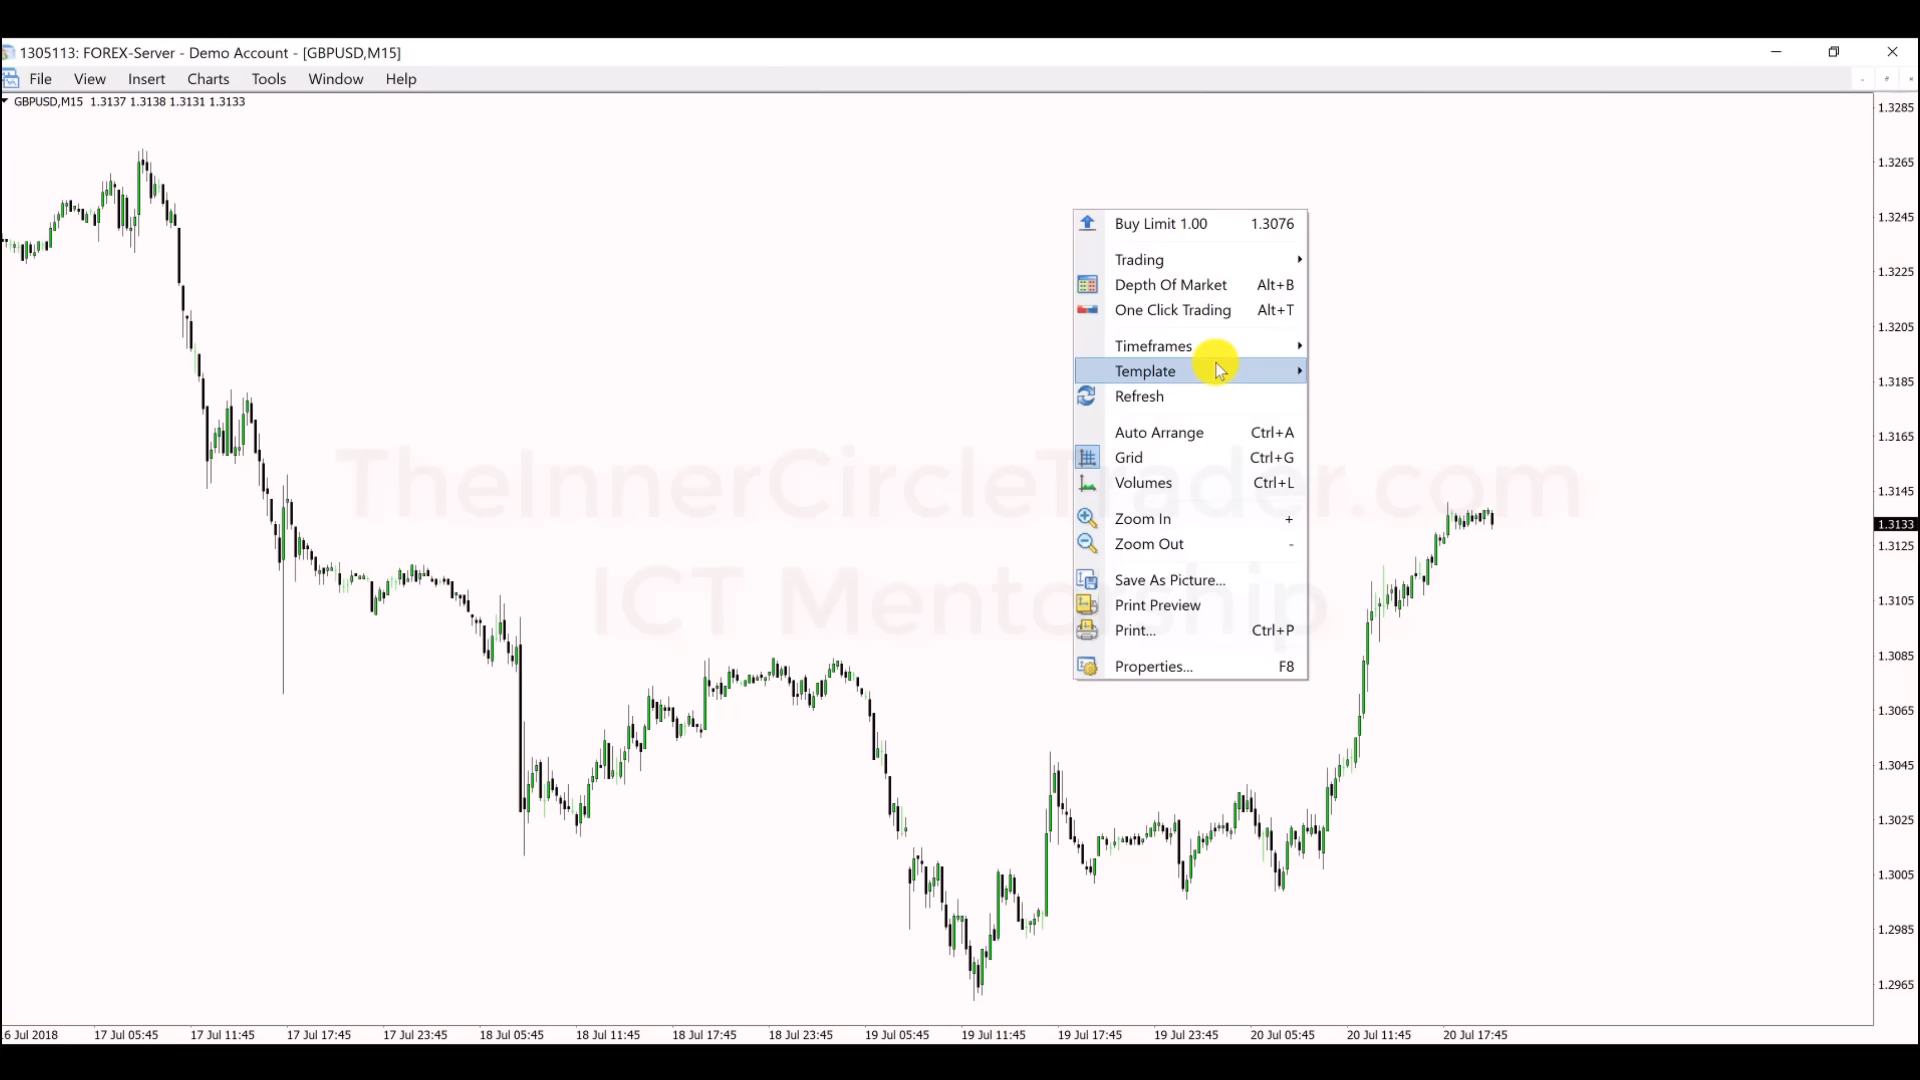 1305113: FOREX-Server - Demo Account - [GBPUSD,M15]
File View Insert Charts Tools Window Help
GBPUSD,M15 1.3137 1.3138 1.3131 1.3133
1.3285
1.3265
1.3245
1.3225
1.3205
1.3185
1.3165
1.3145
1.3133
1.3125
1.3105
1.3085
1.3065
1.3045
1.3025
1.3005
1.2985
1.2965
Buy Limit 1.00 1.3076
Trading
Depth Of Market Alt+B
One Click Trading Alt+T
Timeframes
Template
Refresh
Auto Arrange Ctrl+A
Grid Ctrl+G
Volumes Ctrl+L
Zoom In +
Zoom Out -
Save As Picture...
Print Preview
Print... Ctrl+P
Properties... F8
TheInnerCircleTrader.com
ICT Mentorship
6 Jul 2018 17 Jul 05:45 17 Jul 11:45 17 Jul 17:45 17 Jul 23:45 18 Jul 05:45 18 Jul 11:45 18 Jul 17:45 18 Jul 23:45 19 Jul 05:45 19 Jul 11:45 19 Jul 17:45 19 Jul 23:45 20 Jul 05:45 20 Jul 11:45 20 Jul 17:45